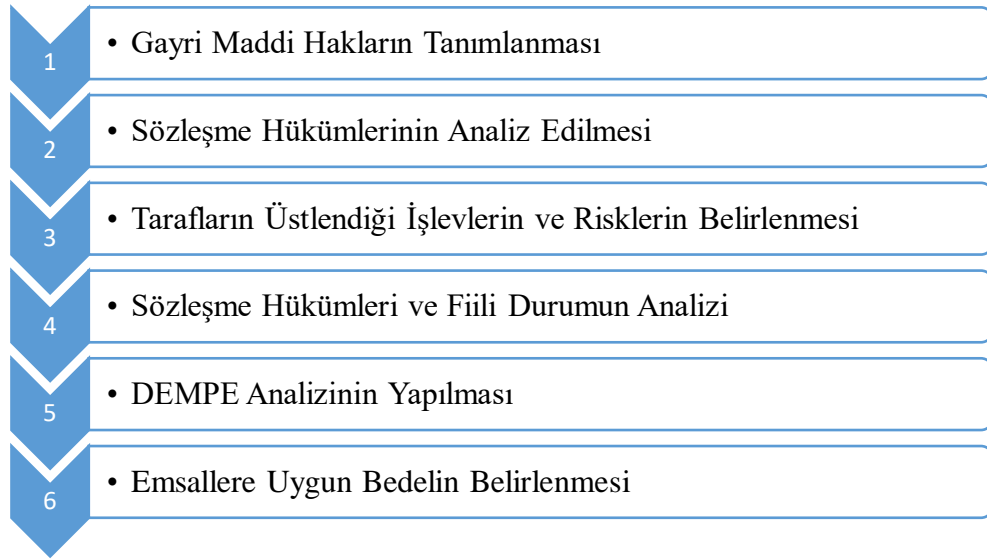 1
• Gayri Maddi Hakların Tanımlanması
2
• Sözleşme Hükümlerinin Analiz Edilmesi
3
• Tarafların Üstlendiği İşlevlerin ve Risklerin Belirlenmesi
4
• Sözleşme Hükümleri ve Fiili Durumun Analizi
5
• DEMPE Analizinin Yapılması
6
• Emsallere Uygun Bedelin Belirlenmesi